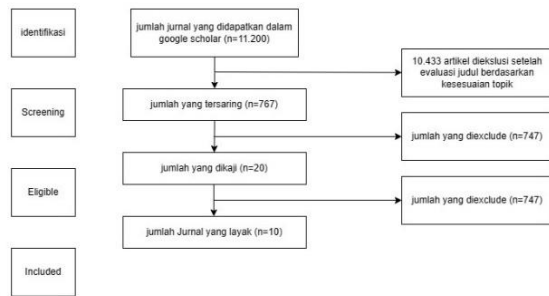 identifikasi
jumlah jurnal yang didapatkan dalam
google scholar (n=11.200)
10.433 artikel diekslusi setelah
evaluasi judul berdasarkan
kesesuaian topik
Screening
jumlah yang tersaring (n=767)
jumlah yang diexclude (n=747)
jumlah yang dikaji (n=20)
Eligible
jumlah yang diexclude (n=747)
jumlah Jurnal yang layak (n=10)
Included